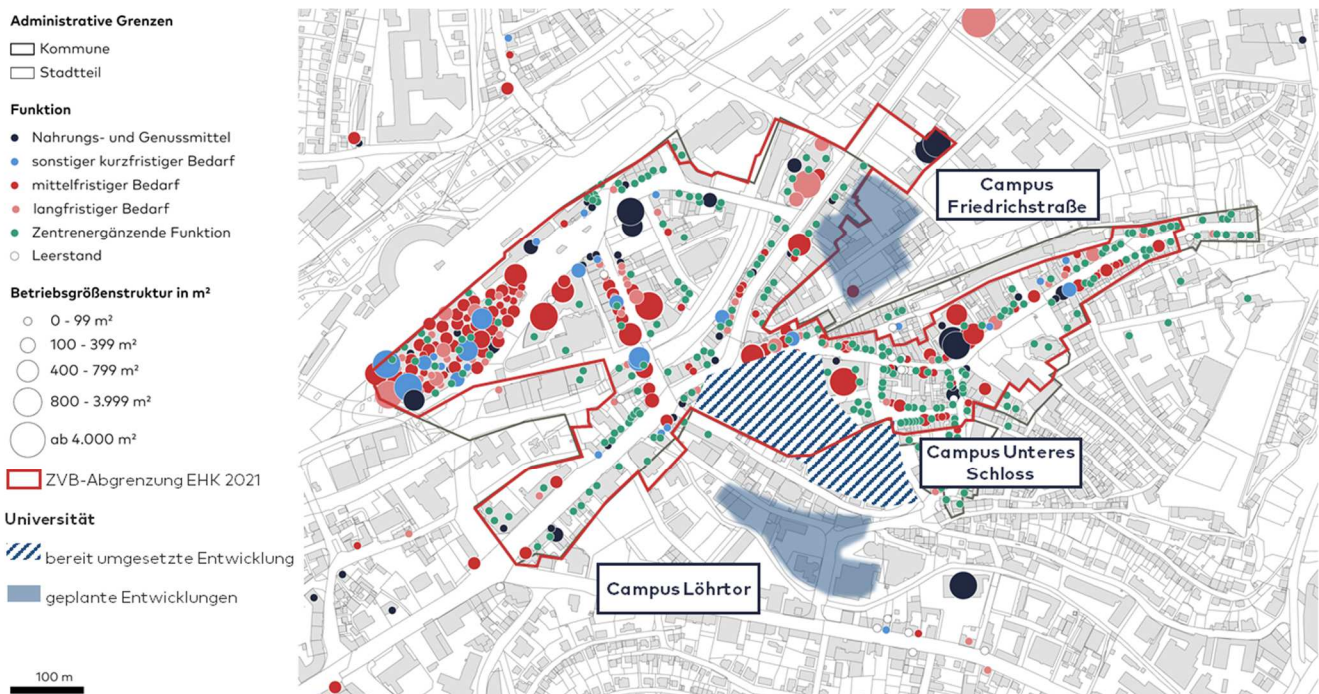 Administrative Grenzen
Kommune
Stadtteil
Funktion
Nahrungs- und Genussmittel
sonstiger kurzfristiger Bedarf
mittelfristiger Bedarf
langfristiger Bedarf
Zentrenergänzende Funktion
Leerstand
Betriebsgrößenstruktur in m²
0 - 99 m²
100 - 399 m²
400 - 799 m²
800 - 3.999 m²
ab 4.000 m²
ZVB-Abgrenzung EHK 2021
Universität
bereit umgesetzte Entwicklung
geplante Entwicklungen
100 m
Campus
Friedrichstraße
Campus Unteres
Schloss
Campus Löhrtor